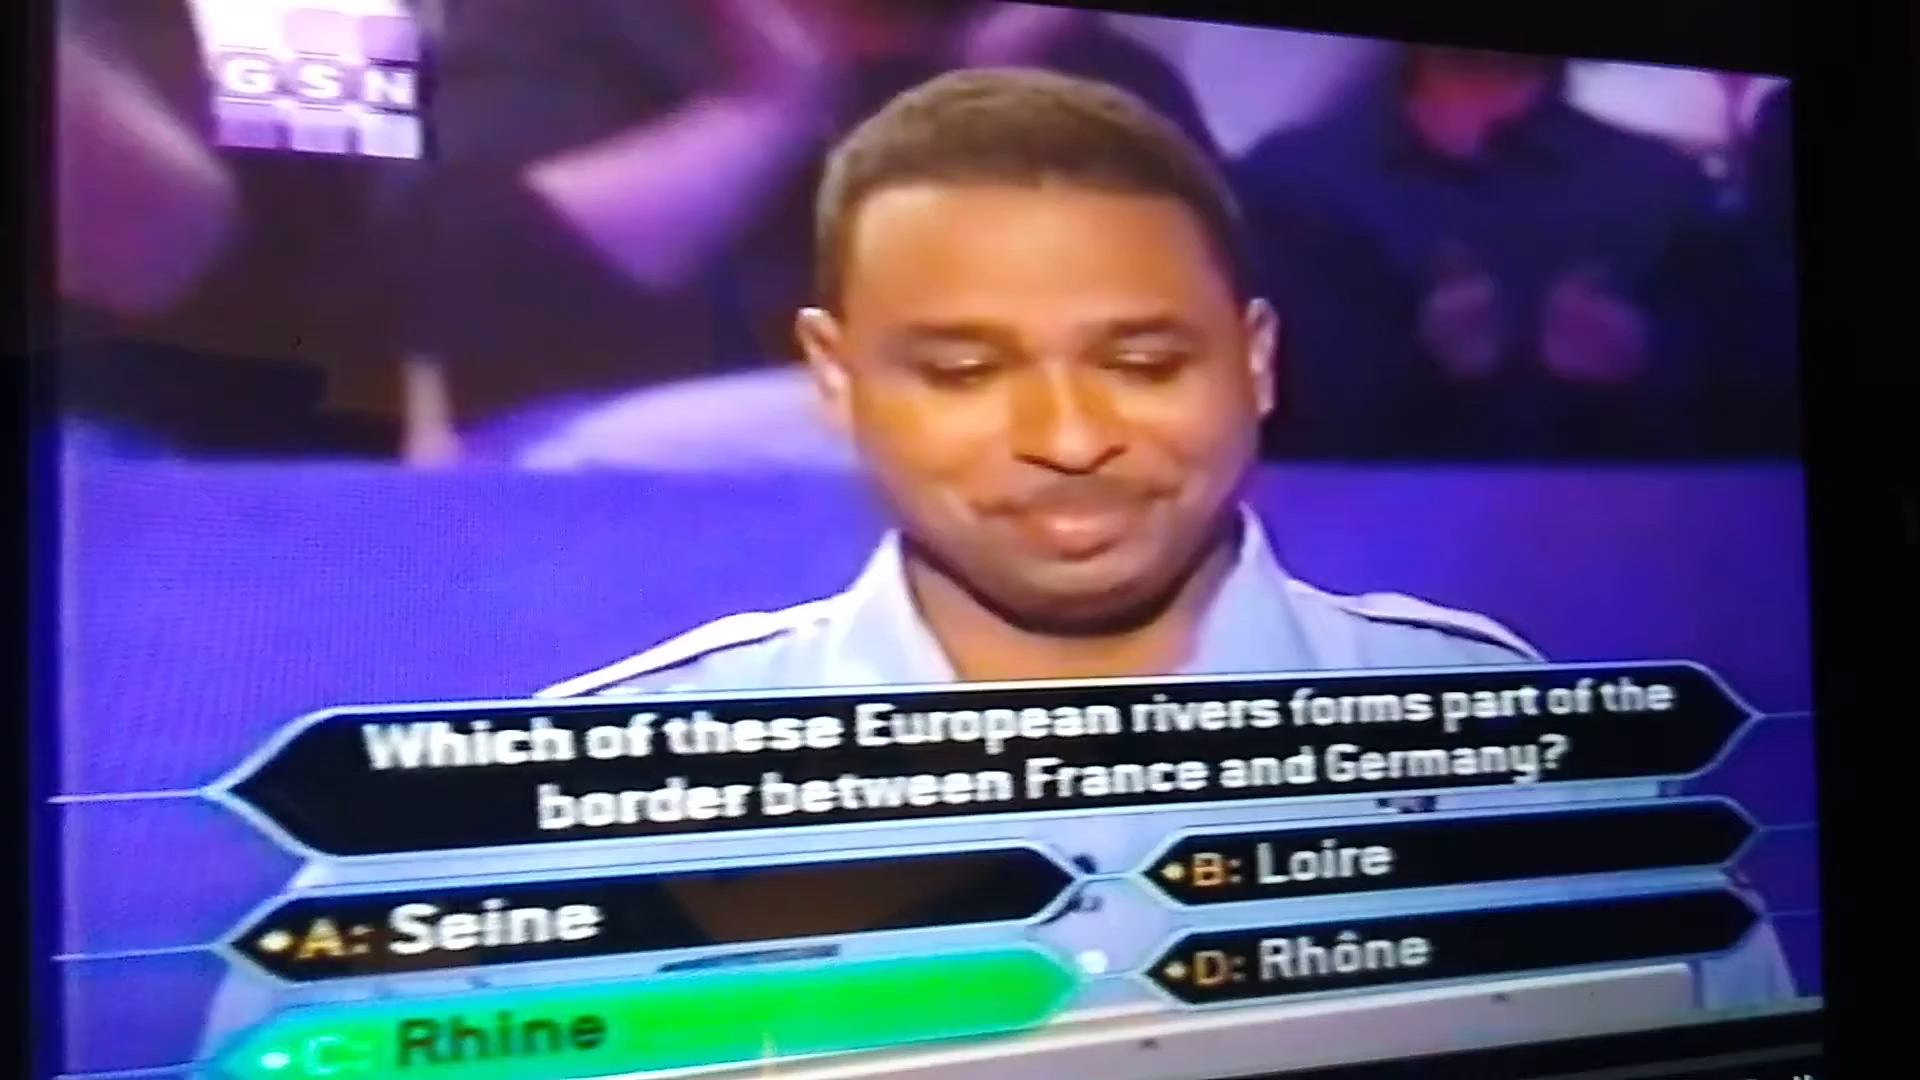 GSN
Which of these European rivers forms part of the
border between France and Germany?
A: Seine
B: Loire
C: Rhine
D: Rhône